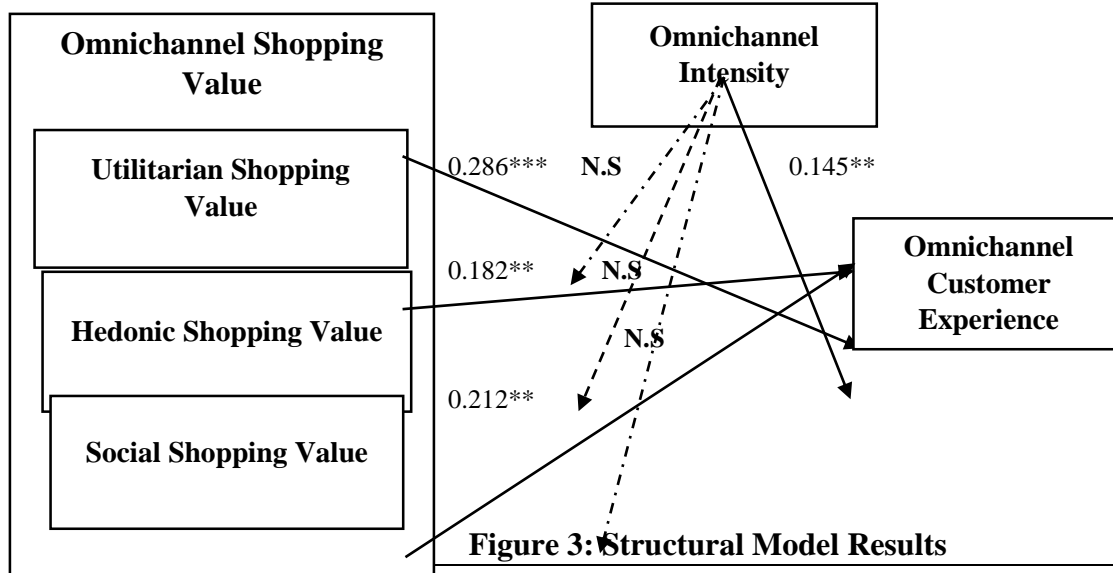 Omnichannel Shopping
Value
Utilitarian Shopping
Value
Hedonic Shopping Value
Social Shopping Value
Omnichannel
Intensity
0.286***
N.S
0.145**
0.182**
N.S
N.S
0.212**
Omnichannel
Customer
Experience
Figure 3: Structural Model Results